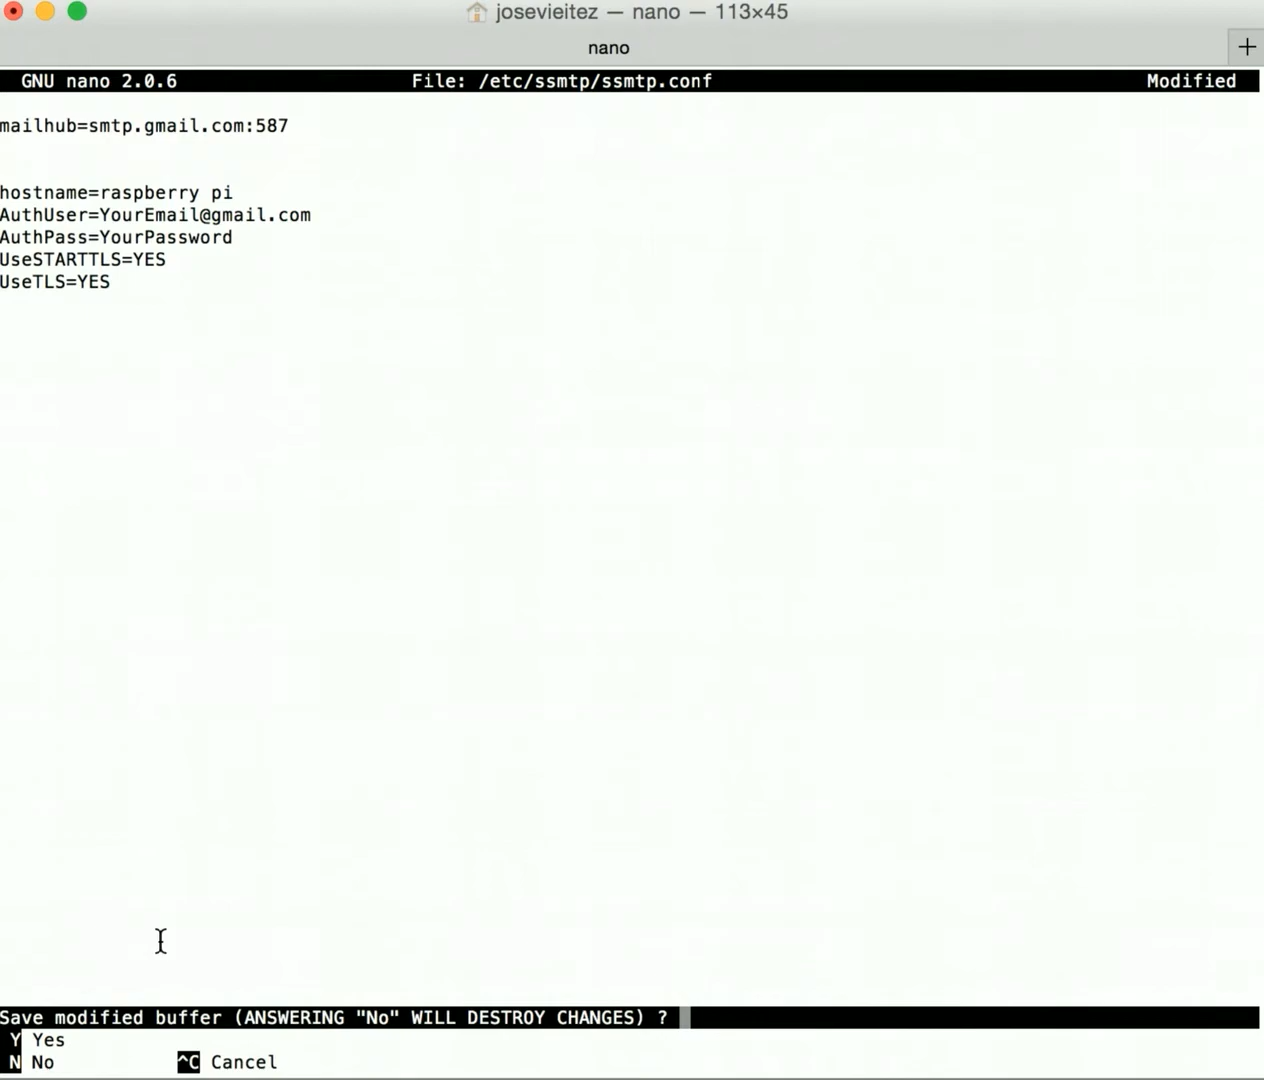 josevieitez — nano — 113×45
nano
+
GNU nano 2.0.6 File: /etc/ssmtp/ssmtp.conf Modified
mailhub=smtp.gmail.com:587
hostname=raspberry pi
AuthUser=YourEmail@gmail.com
AuthPass=YourPassword
UseSTARTTLS=YES
UseTLS=YES
Save modified buffer (ANSWERING "No" WILL DESTROY CHANGES) ?
Y Yes
N No ^C Cancel